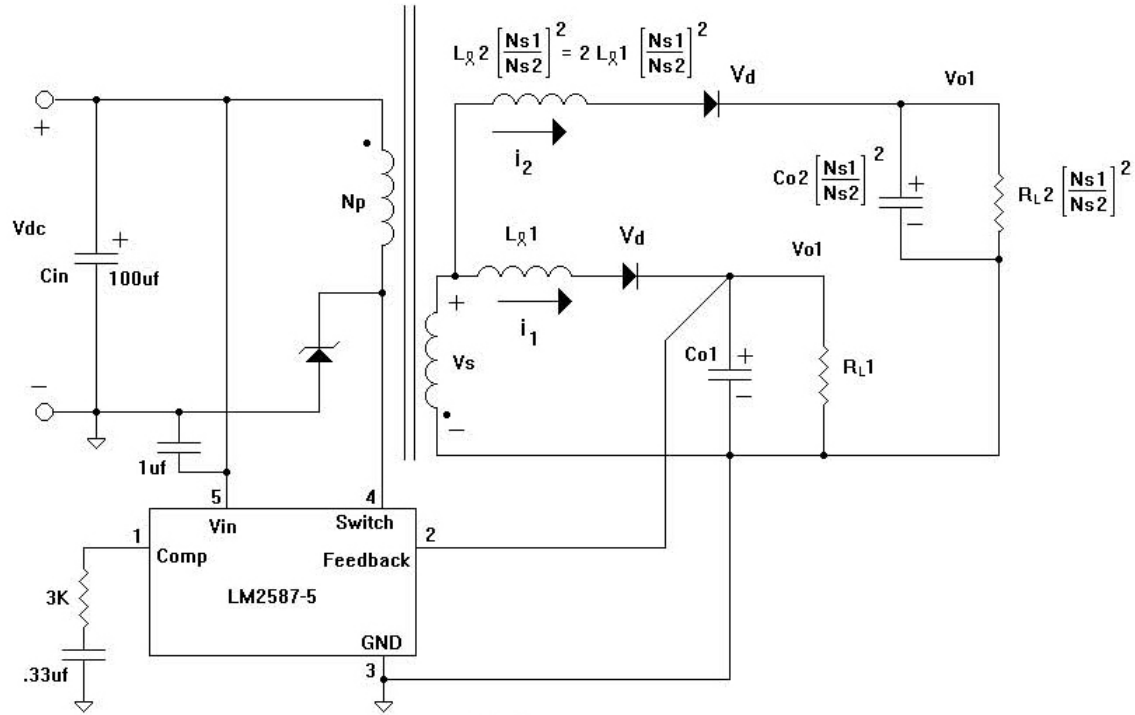 Lℓ2 [Ns1/Ns2]² = 2 Lℓ1 [Ns1/Ns2]²
Vd
Vo1
+
i₂
Co2 [Ns1/Ns2]²
+
−
RL2 [Ns1/Ns2]²
Np
Vdc
Cin
+
100uf
Lℓ1
Vd
Vo1
+
i₁
Vs
−
Co1
+
−
RL1
−
1uf
5
4
Vin
Switch
1
2
Comp
Feedback
3K
LM2587-5
GND
.33uf
3